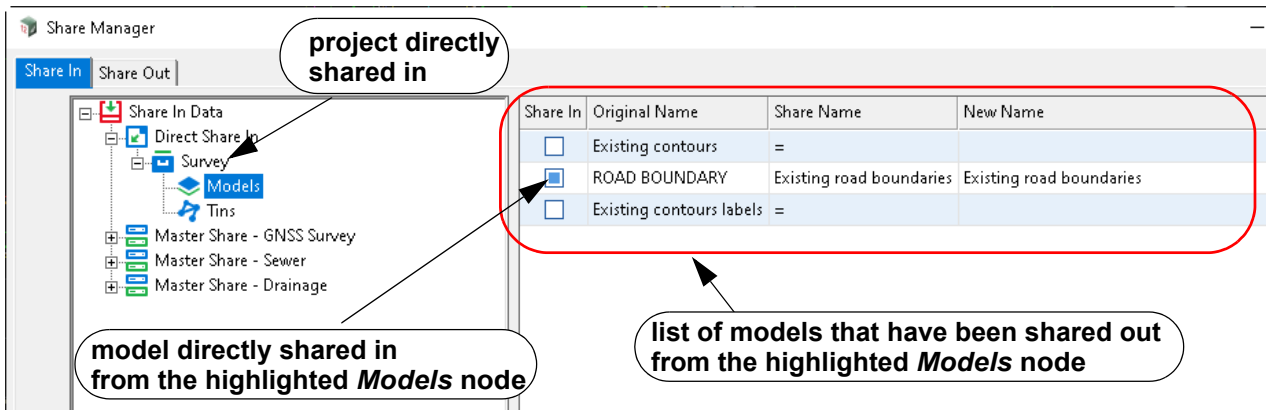 Share Manager
project directly
shared in
Share In Share Out
Share In Data
Direct Share In
Survey
Models
Tins
Master Share - GNSS Survey
Master Share - Sewer
Master Share - Drainage
Share In Original Name Share Name New Name
Existing contours =
ROAD BOUNDARY Existing road boundaries Existing road boundaries
Existing contours labels =
model directly shared in
from the highlighted Models node
list of models that have been shared out
from the highlighted Models node